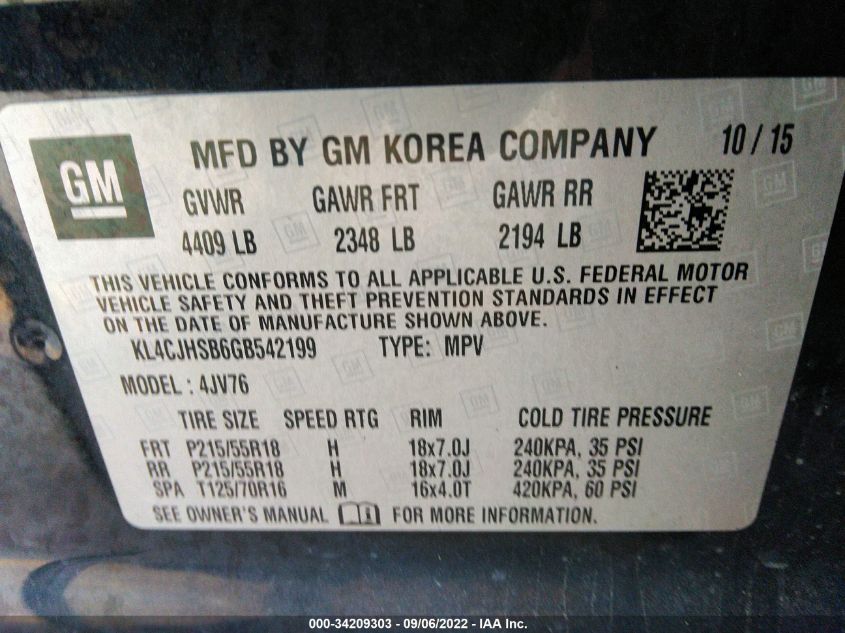 GM MFD BY GM KOREA COMPANY 10/15
GVWR GAWR FRT GAWR RR
4409 LB 2348 LB 2194 LB
THIS VEHICLE CONFORMS TO ALL APPLICABLE U.S. FEDERAL MOTOR
VEHICLE SAFETY AND THEFT PREVENTION STANDARDS IN EFFECT
ON THE DATE OF MANUFACTURE SHOWN ABOVE.
KL4CJHSB6GB542199 TYPE: MPV
MODEL: 4JV76
TIRE SIZE SPEED RTG RIM COLD TIRE PRESSURE
FRT P215/55R18 H 18x7.0J 240KPA, 35 PSI
RR P215/55R18 H 18x7.0J 240KPA, 35 PSI
SPA T125/70R16 M 16x4.0T 420KPA, 60 PSI
SEE OWNER'S MANUAL FOR MORE INFORMATION.
000-34209303 - 09/06/2022 - IAA Inc.